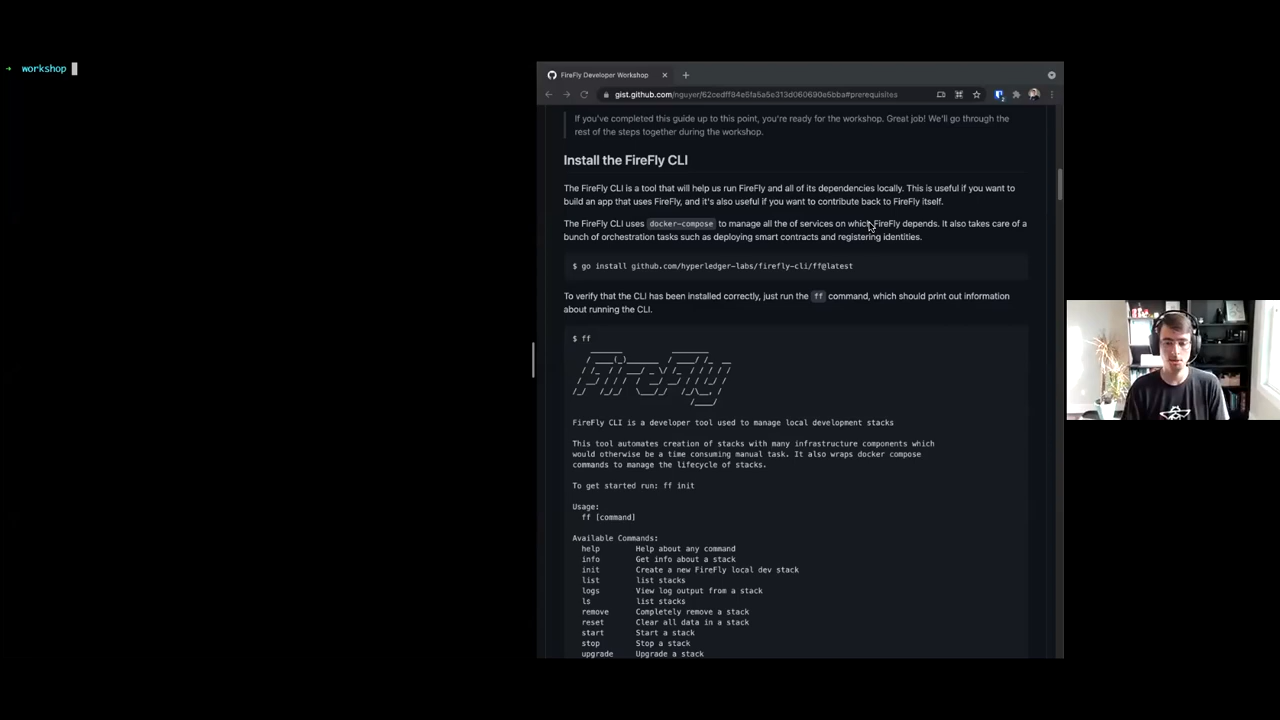 ➜ workshop
FireFly Developer Workshop
gist.github.com/nguyer/62cedff84e5fa5a5e313d060690e5bba#prerequisites
If you've completed this guide up to this point, you're ready for the workshop. Great job! We'll go through the
rest of the steps together during the workshop.
Install the FireFly CLI
The FireFly CLI is a tool that will help us run FireFly and all of its dependencies locally. This is useful if you want to
build an app that uses FireFly, and it's also useful if you want to contribute back to FireFly itself.
The FireFly CLI uses docker-compose to manage all the of services on which FireFly depends. It also takes care of a
bunch of orchestration tasks such as deploying smart contracts and registering identities.
$ go install github.com/hyperledger-labs/firefly-cli/ff@latest
To verify that the CLI has been installed correctly, just run the ff command, which should print out information
about running the CLI.
$ ff
FireFly
FireFly CLI is a developer tool used to manage local development stacks
This tool automates creation of stacks with many infrastructure components which
would otherwise be a time consuming manual task. It also wraps docker compose
commands to manage the lifecycle of stacks.
To get started run: ff init
Usage:
ff [command]
Available Commands:
help Help about any command
info Get info about a stack
init Create a new FireFly local dev stack
list list stacks
logs View log output from a stack
ls list stacks
remove Completely remove a stack
reset Clear all data in a stack
start Start a stack
stop Stop a stack
upgrade Upgrade a stack